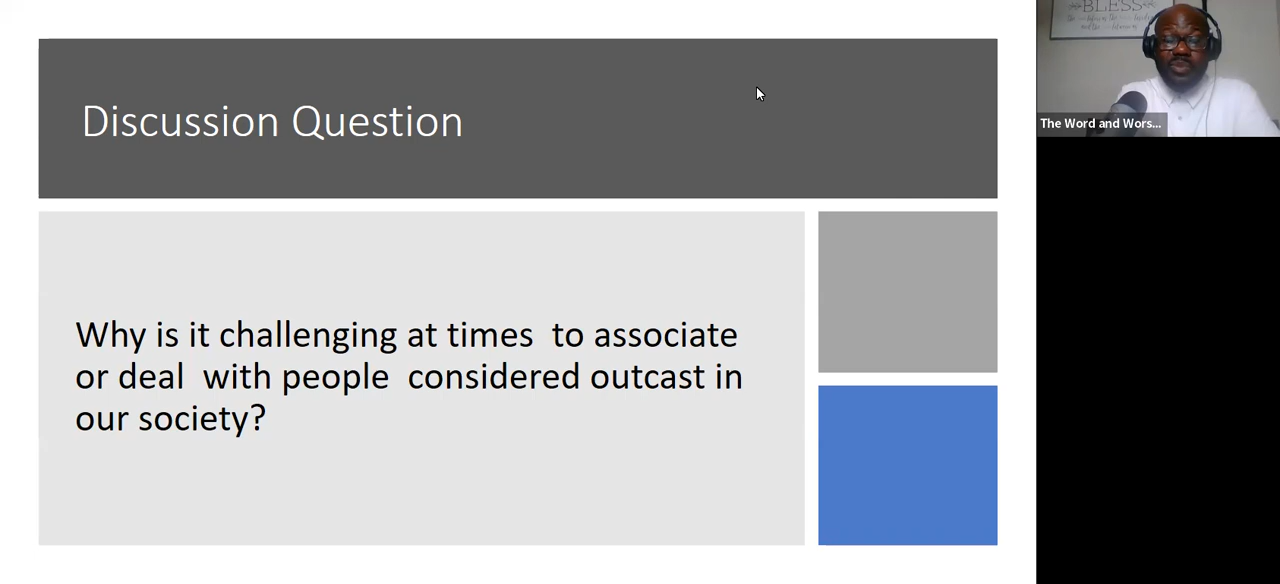 Discussion Question
Why is it challenging at times  to associate
or deal  with people  considered outcast in
our society?
BLESS
The Word and Wors...